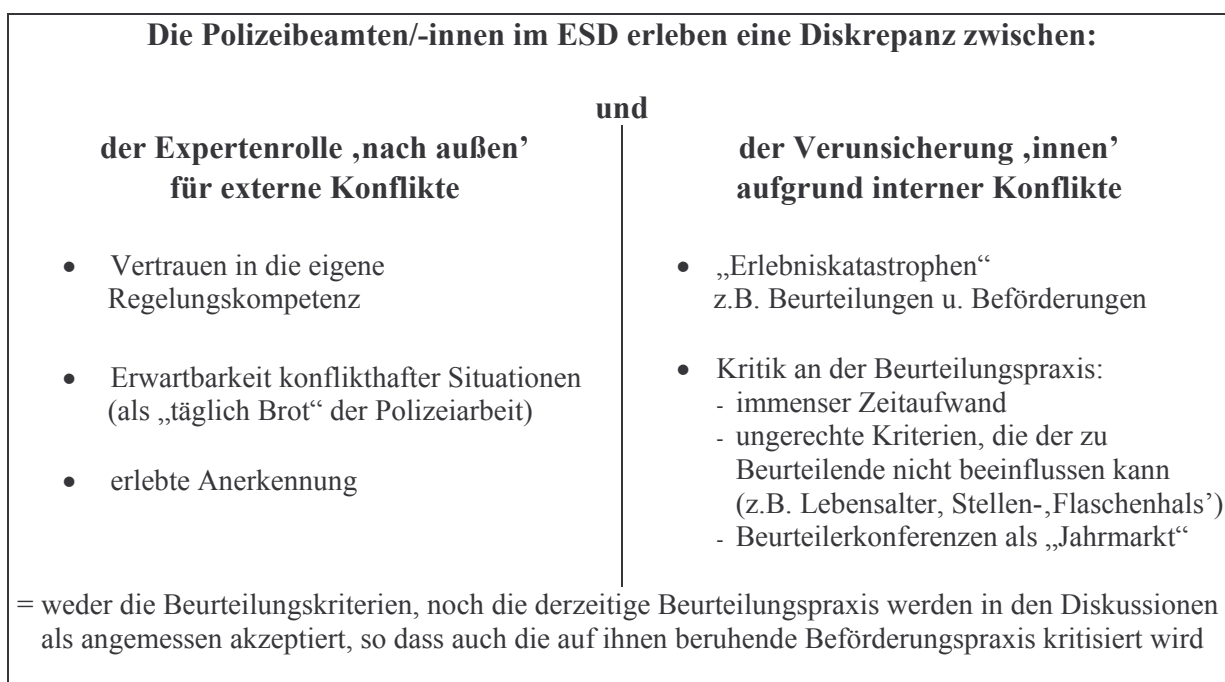 Die Polizeibeamten/-innen im ESD erleben eine Diskrepanz zwischen:
und
der Expertenrolle ‚nach außen’
für externe Konflikte
• Vertrauen in die eigene
Regelungskompetenz
• Erwartbarkeit konflikthafter Situationen
(als „täglich Brot“ der Polizeiarbeit)
• erlebte Anerkennung
der Verunsicherung ‚innen’
aufgrund interner Konflikte
• „Erlebniskatastrophen“
z.B. Beurteilungen u. Beförderungen
• Kritik an der Beurteilungspraxis:
- immenser Zeitaufwand
- ungerechte Kriterien, die der zu
Beurteilende nicht beeinflussen kann
(z.B. Lebensalter, Stellen-‚Flaschenhals’)
- Beurteilerkonferenzen als „Jahrmarkt“
= weder die Beurteilungskriterien, noch die derzeitige Beurteilungspraxis werden in den Diskussionen
als angemessen akzeptiert, so dass auch die auf ihnen beruhende Beförderungspraxis kritisiert wird